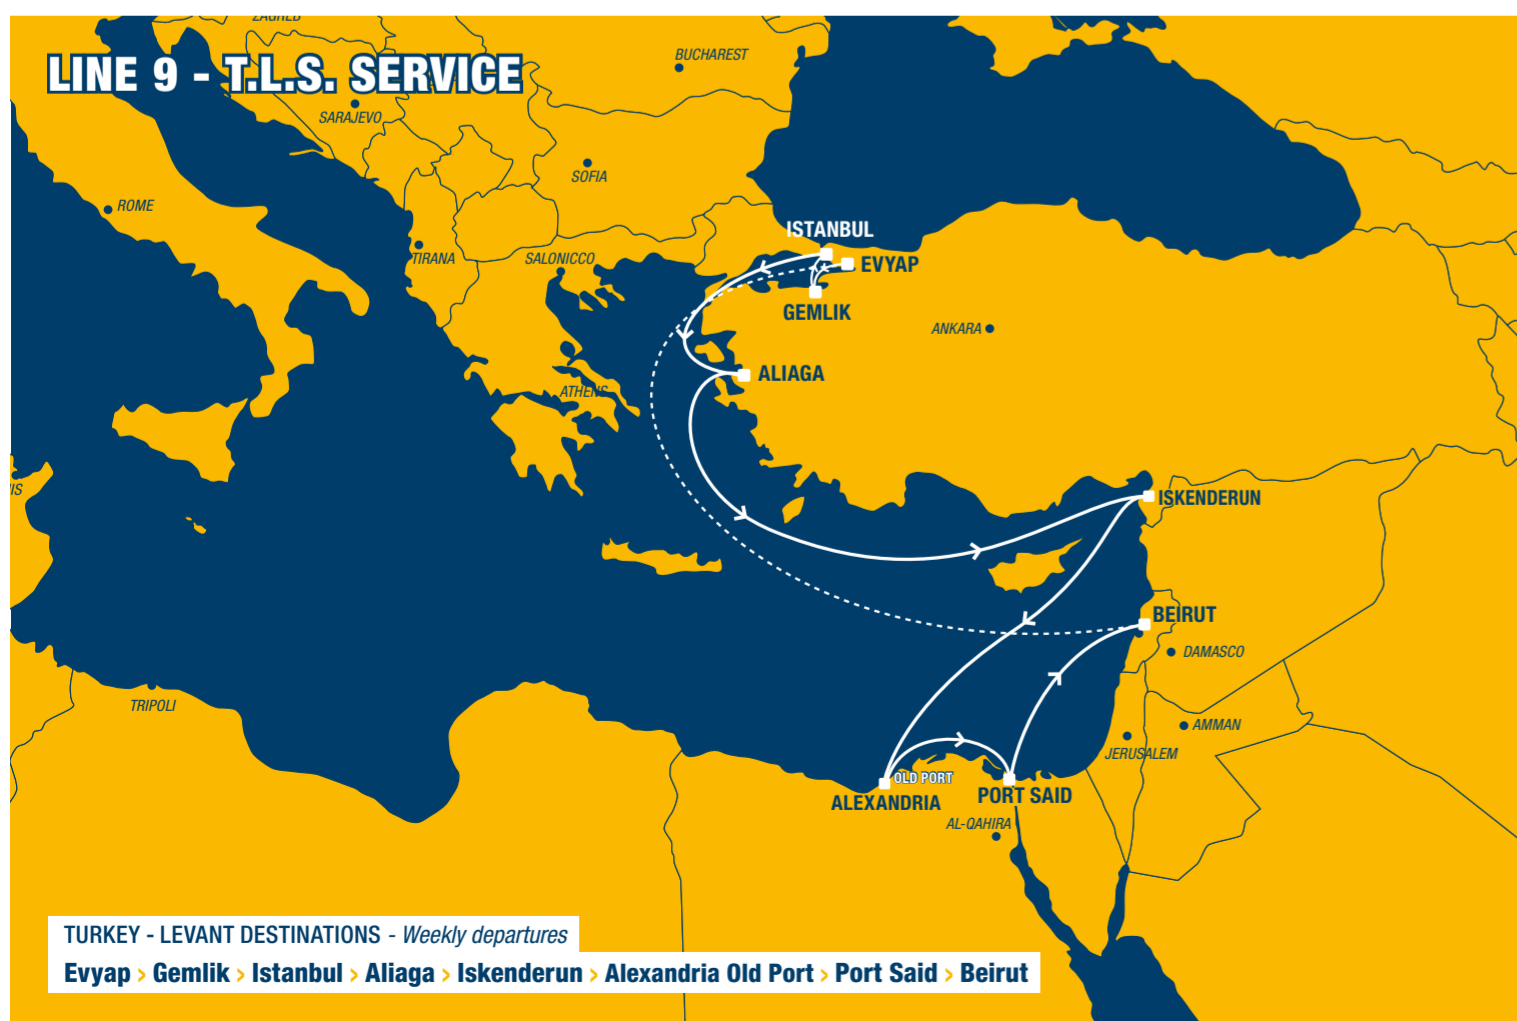 ZAGREB
LINE 9 - T.L.S. SERVICE
BUCHAREST
SARAJEVO
SOFIA
ROME
ISTANBUL
TIRANA
SALONICCO
EVYAP
GEMLIK
ANKARA
ALIAGA
ATHENS
IS
ISKENDERUN
BEIRUT
DAMASCO
TRIPOLI
AMMAN
JERUSALEM
OLD PORT
ALEXANDRIA
PORT SAID
AL-QAHIRA
TURKEY - LEVANT DESTINATIONS - Weekly departures
Evyap › Gemlik › Istanbul › Aliaga › Iskenderun › Alexandria Old Port › Port Said › Beirut